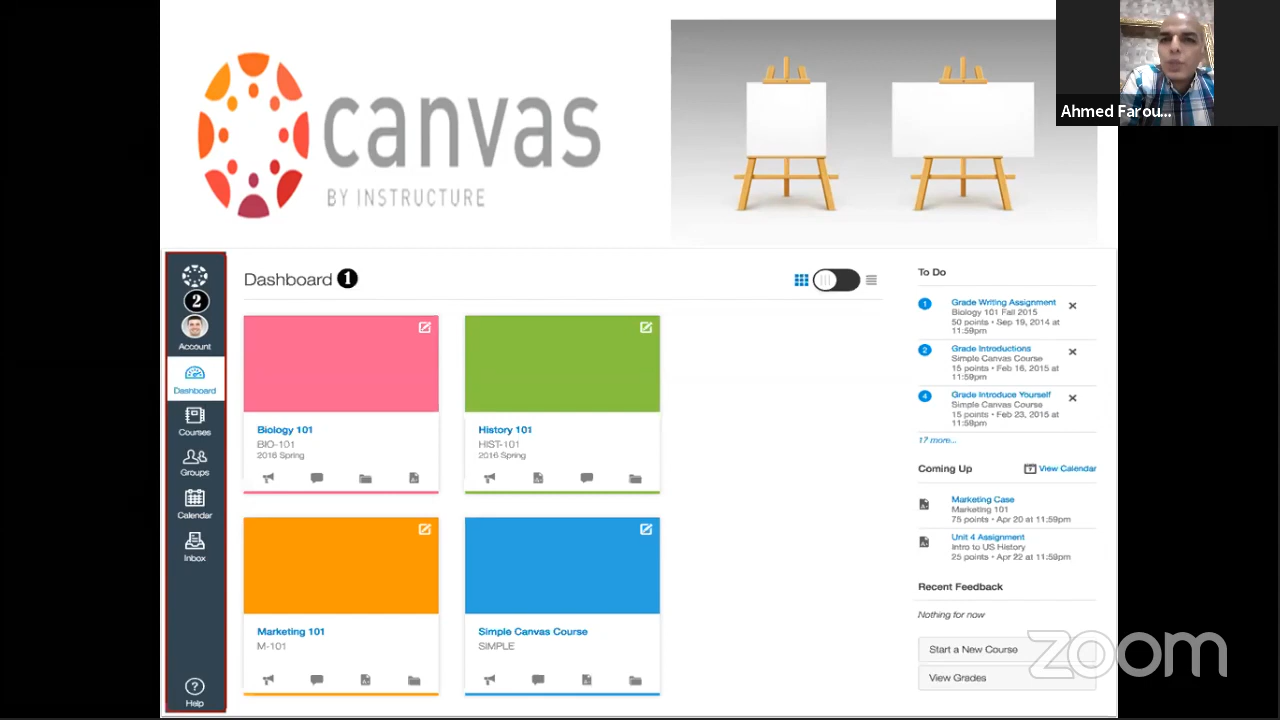 canvas
BY INSTRUCTURE
Ahmed Farou...
2
Account
Dashboard
Courses
Groups
Calendar
Inbox
Help
Dashboard 1
Biology 101
BIO-101
2016 Spring
History 101
HIST-101
2016 Spring
Marketing 101
M-101
Simple Canvas Course
SIMPLE
To Do
1
Grade Writing Assignment
Biology 101 Fall 2015
50 points • Sep 19, 2014 at
11:59pm
2
Grade Introductions
Simple Canvas Course
15 points • Feb 16, 2015 at
11:59pm
4
Grade Introduce Yourself
Simple Canvas Course
15 points • Feb 23, 2015 at
11:59pm
17 more...
Coming Up
View Calendar
Marketing Case
Marketing 101
75 points • Apr 20 at 11:59pm
Unit 4 Assignment
Intro to US History
25 points • Apr 22 at 11:59pm
Recent Feedback
Nothing for now
Start a New Course
View Grades
zoom